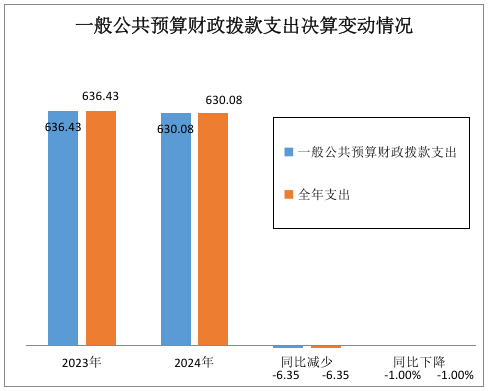 一般公共预算财政拨款支出决算变动情况
636.43
630.08
636.43
630.08
一般公共预算财政拨款支出
全年支出
2023年
2024年
同比减少
同比下降
-6.35
-6.35
-1.00%
-1.00%